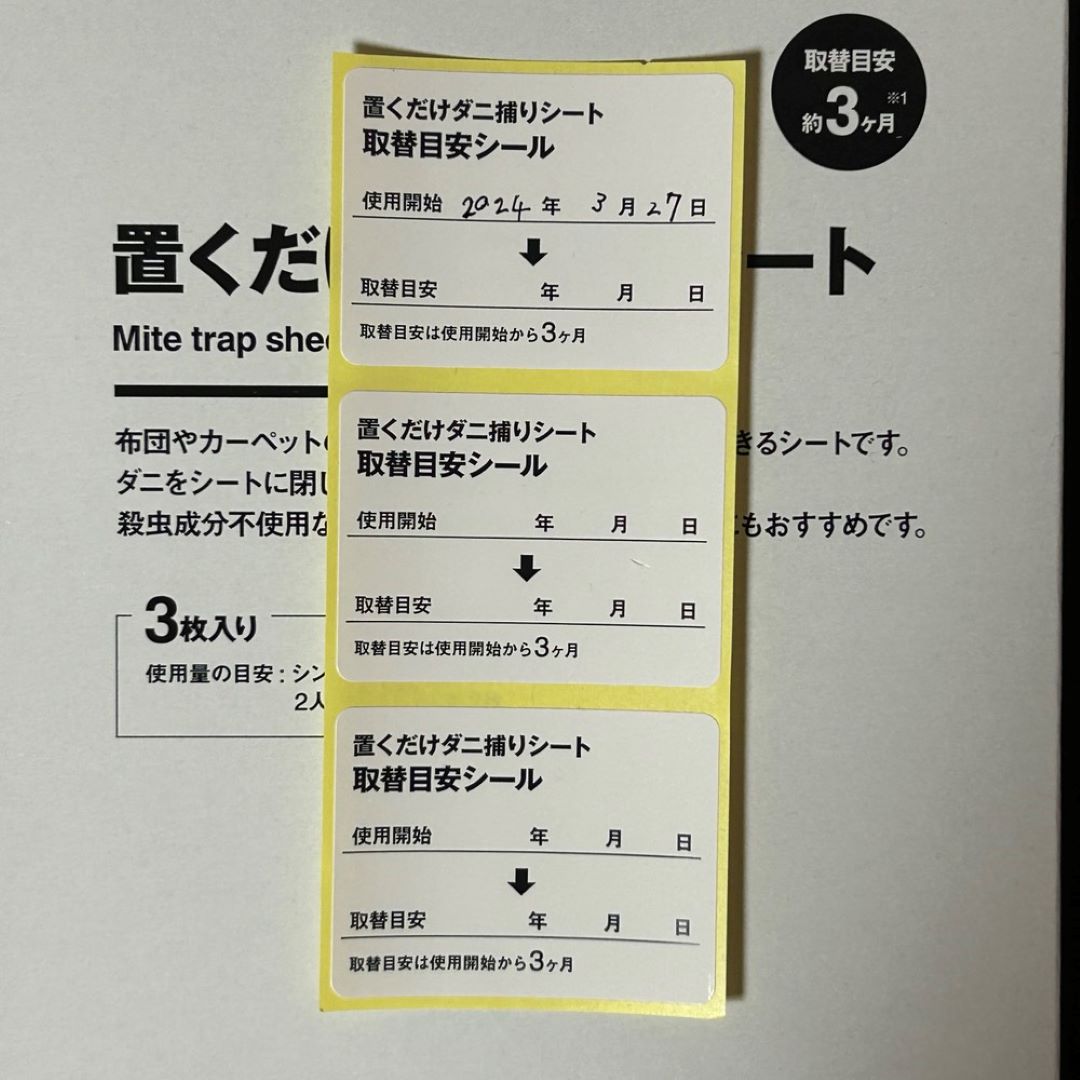 取替目安
約3ヶ月※1
置くだけダニ捕りシート
取替目安シール
使用開始 2024年 3月27日
取替目安 年 月 日
取替目安は使用開始から3ヶ月
置くだ
ート
Mite trap shee
布団やカーペット
きるシートです。
ダニをシートに閉じ
殺虫成分不使用な
にもおすすめです。
3枚入り
使用量の目安：シン
2人
置くだけダニ捕りシート
取替目安シール
使用開始 年 月 日
取替目安 年 月 日
取替目安は使用開始から3ヶ月
置くだけダニ捕りシート
取替目安シール
使用開始 年 月 日
取替目安 年 月 日
取替目安は使用開始から3ヶ月